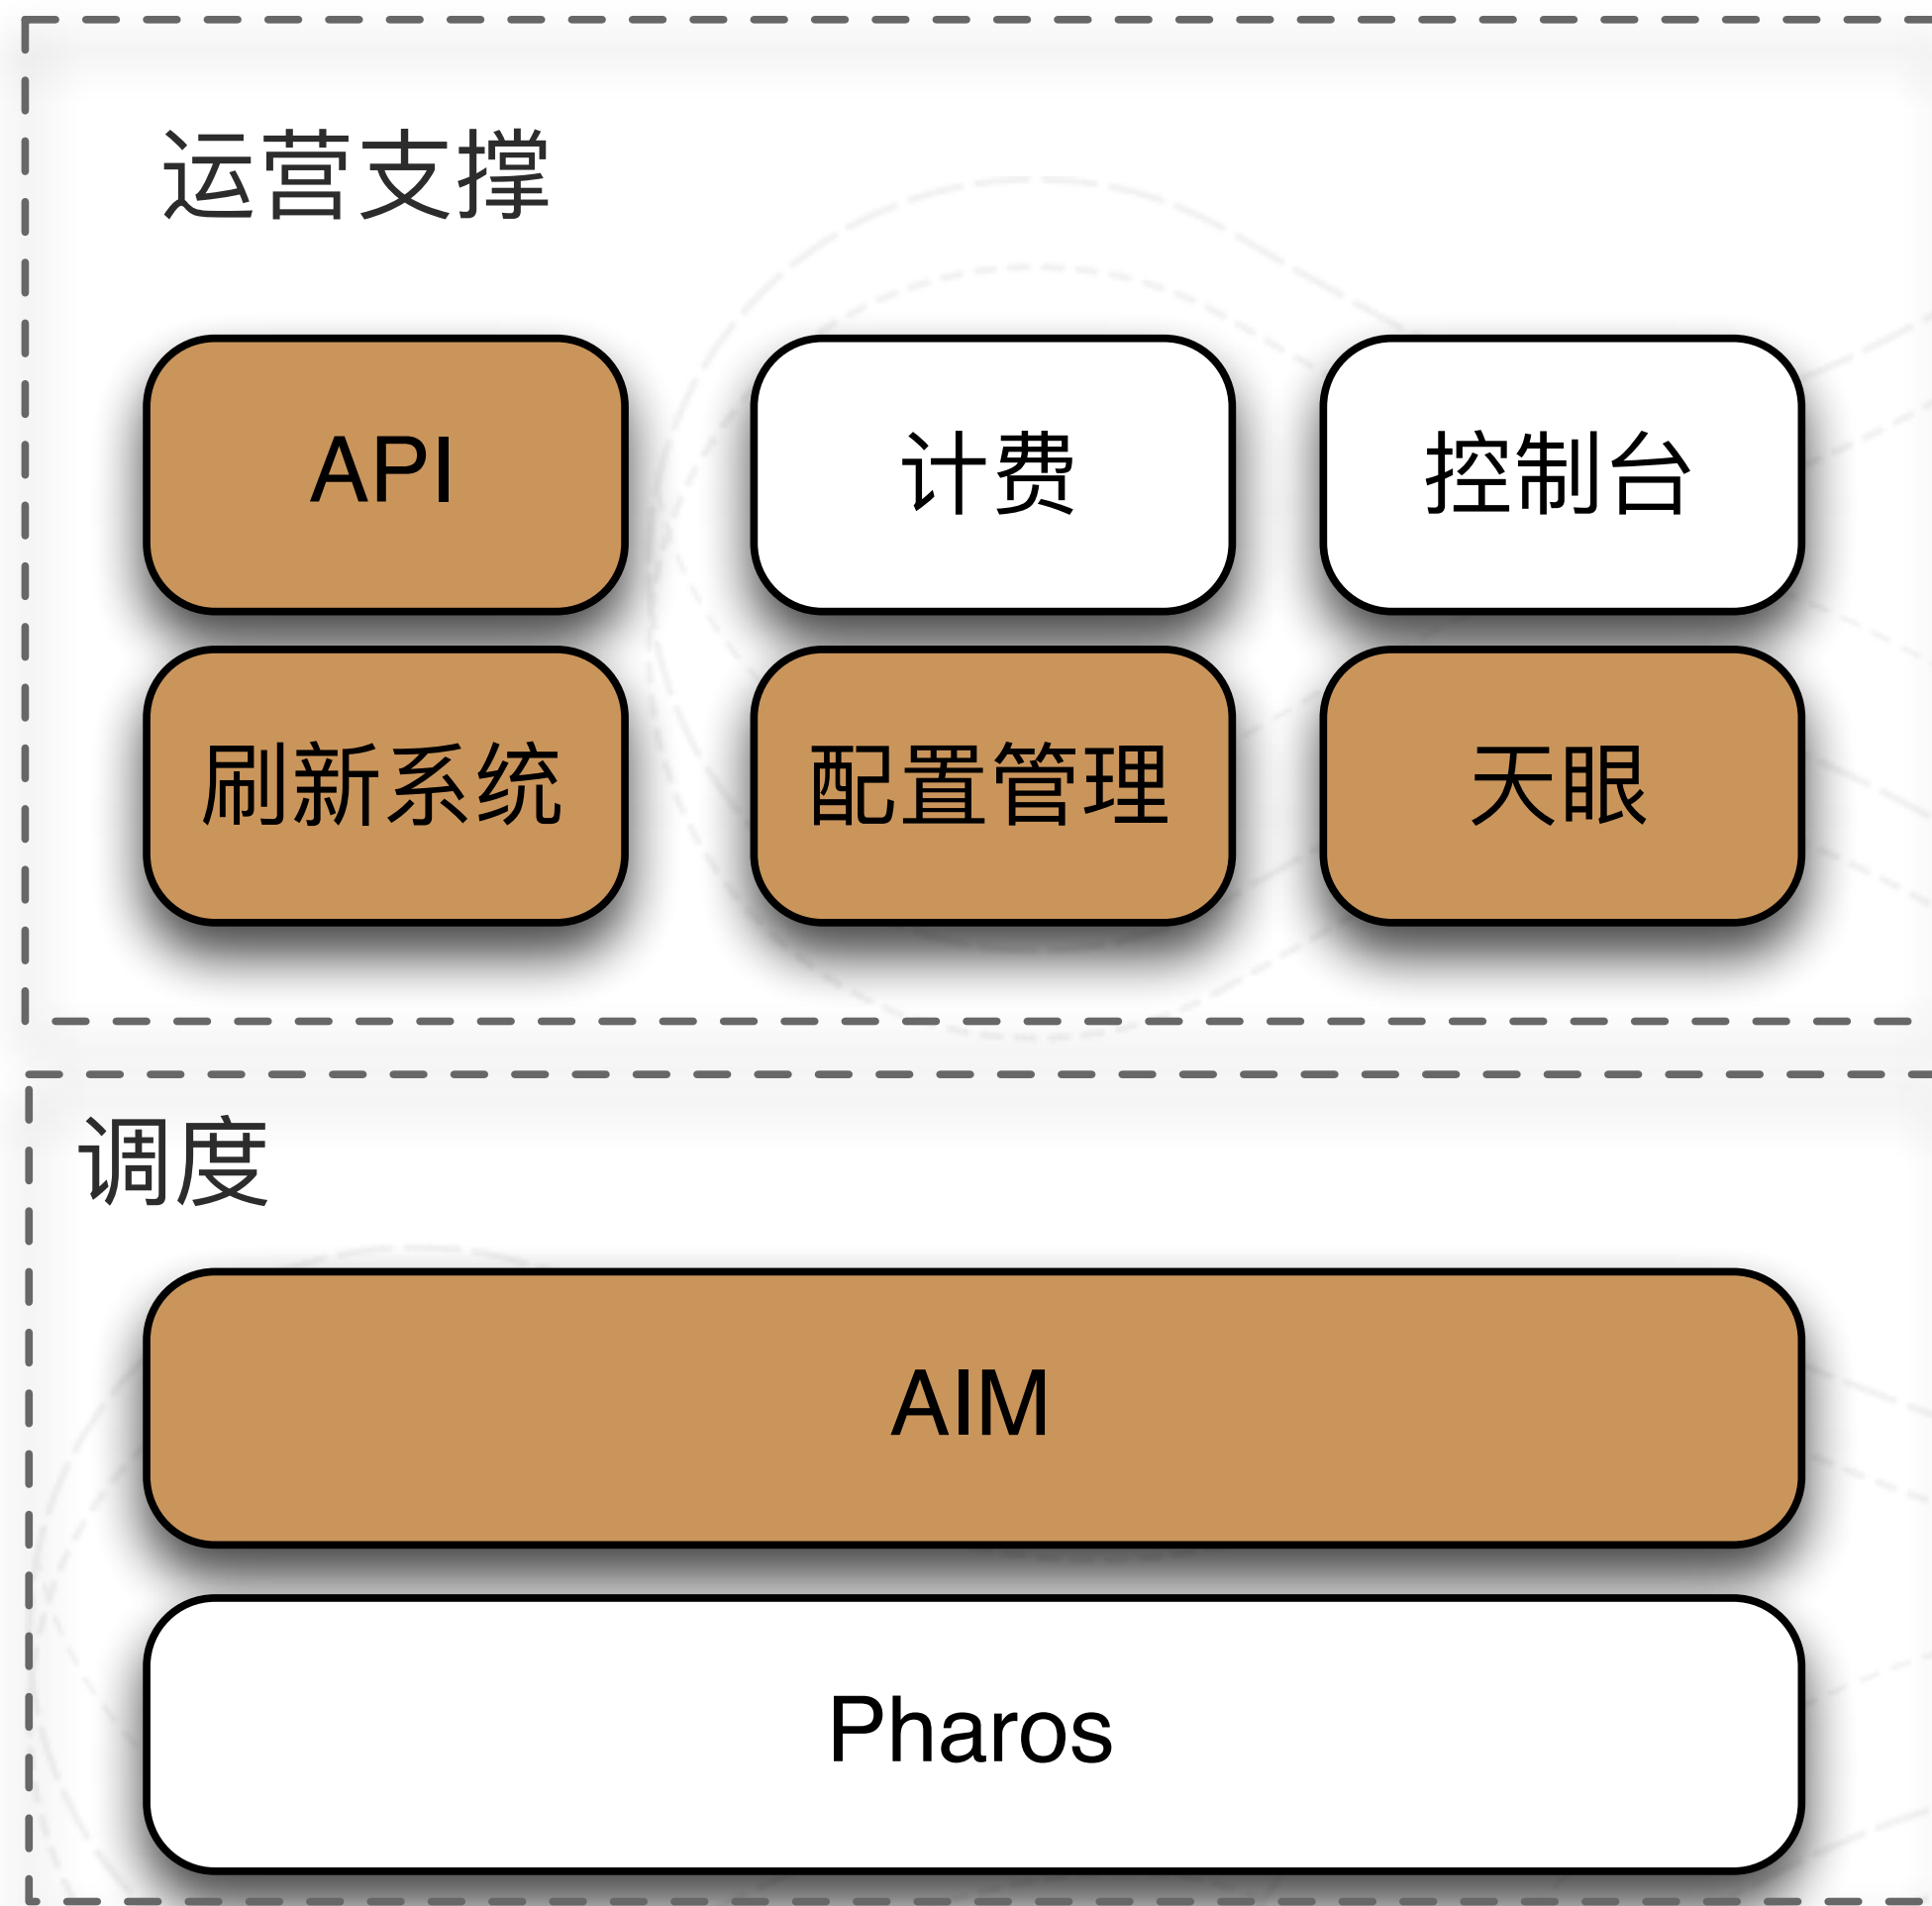 运营支撑
API
计费
控制台
刷新系统
配置管理
天眼
调度
AIM
Pharos